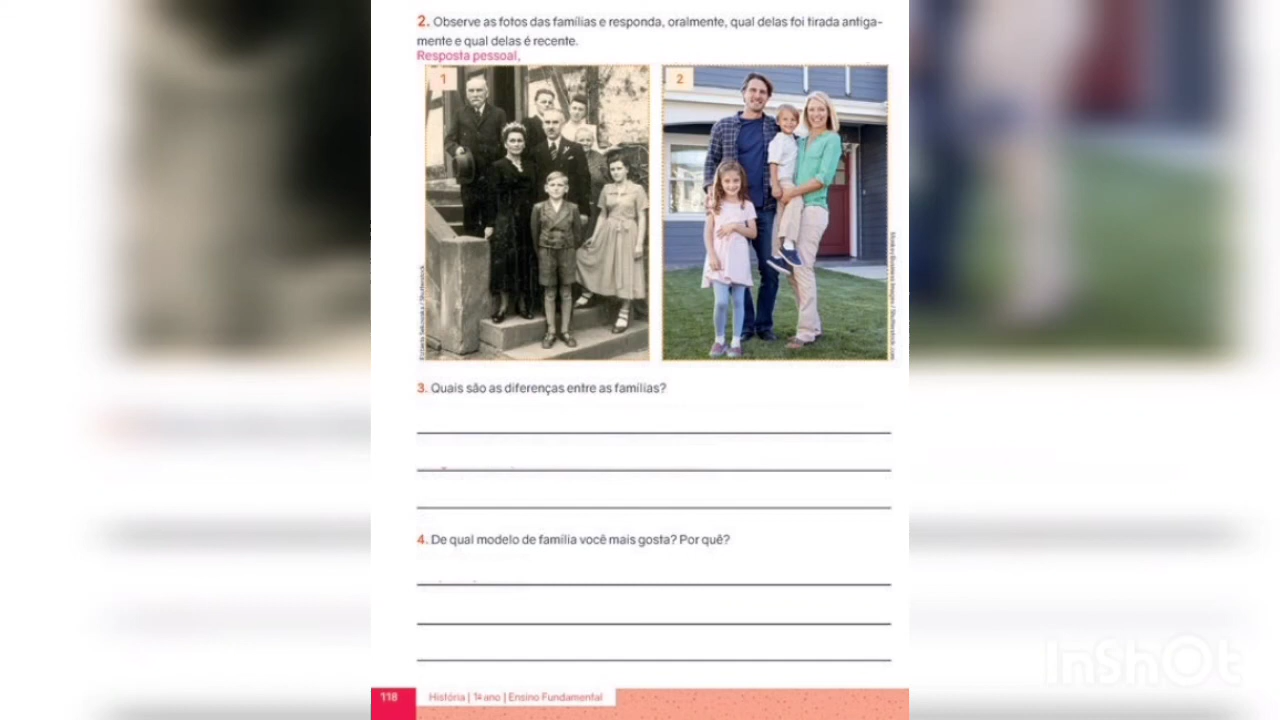 2. Observe as fotos das famílias e responda, oralmente, qual delas foi tirada antiga-
mente e qual delas é recente.
Resposta pessoal,
1
2
3. Quais são as diferenças entre as famílias?
4. De qual modelo de família você mais gosta? Por quê?
118
História | 1º ano | Ensino Fundamental
InShOt